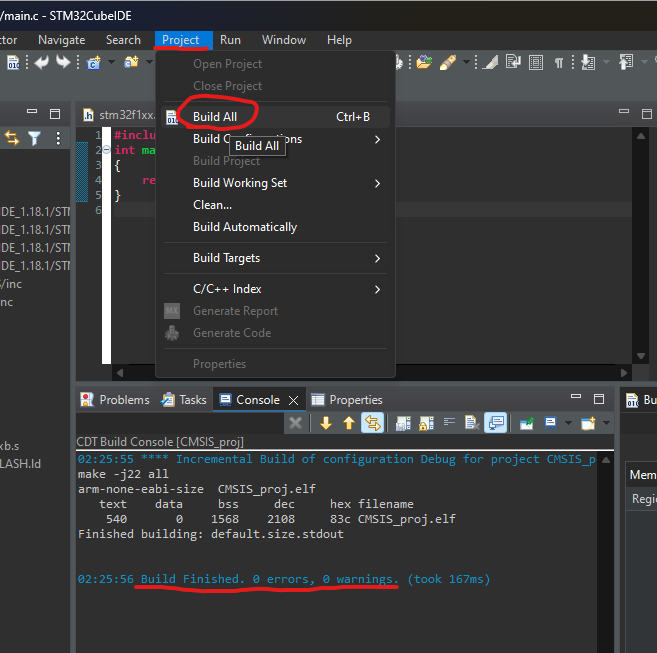 /main.c - STM32CubeIDE
tor Navigate Search Project Run Window Help
Open Project
Close Project
stm32f1xx.
Build All Ctrl+B
1 #inclu
Build Configurations
2 int ma
Build All
3 {
Build Project
4 re
Build Working Set
5 }
Clean...
6
Build Automatically
DE_1.18.1/STM
DE_1.18.1/STM
DE_1.18.1/STM
DE_1.18.1/STM
Build Targets
S/inc
C/C++ Index
nc
MX Generate Report
Generate Code
Properties
Problems Tasks Console Properties
Bu
CDT Build Console [CMSIS_proj]
xb.s
02:25:55 **** Incremental Build of configuration Debug for project CMSIS_p
LASH.ld
make -j22 all
Mem
arm-none-eabi-size CMSIS_proj.elf
Regi
text data bss dec hex filename
540 0 1568 2108 83c CMSIS_proj.elf
Finished building: default.size.stdout
02:25:56 Build Finished. 0 errors, 0 warnings. (took 167ms)